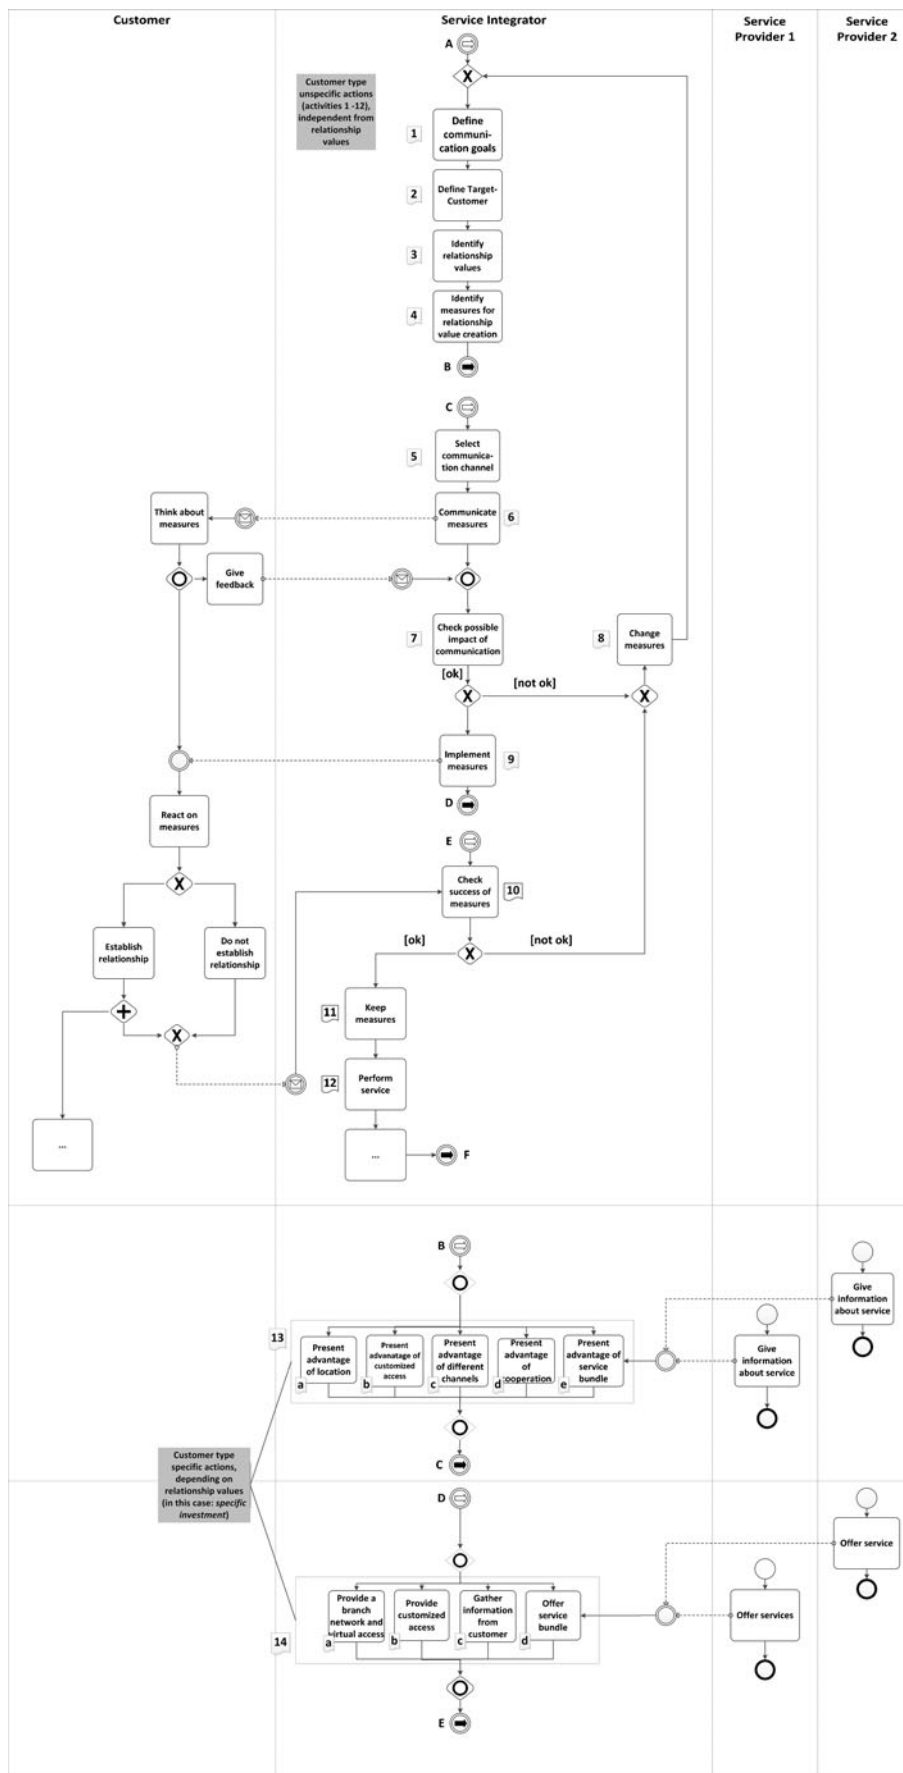 Customer
Service Integrator
Service
Provider 1
Service
Provider 2
A
X
Customer type
unspecific actions
(activities 1 -12),
independent from
relationship
values
1
Define
communi-
cation goals
2
Define Target-
Customer
3
Identify
relationship
values
4
Identify
measures for
relationship
value creation
B
C
5
Select
communica-
tion channel
Think about
measures
Communicate
measures
6
Give
feedback
7
Check possible
impact of
communication
8
Change
measures
[ok]
[not ok]
X
X
Implement
measures
9
D
React on
measures
E
Check
success of
measures
10
X
Establish
relationship
Do not
establish
relationship
[ok]
[not ok]
X
11
Keep
measures
X
12
Perform
service
...
...
F
B
Give
information
about service
13
Present
advantage
of location
a
Present
advanatage of
customized
access
b
Present
advantage
of different
channels
c
Present
advantage
of
cooperation
d
Present
advantage of
service
bundle
e
Give
information
about service
C
Customer type
specific actions,
depending on
relationship values
(in this case: specific
investment)
D
Offer service
14
Provide a
branch
network and
virtual access
a
Provide
customized
access
b
Gather
information
from
customer
c
Offer
service
bundle
d
Offer services
E